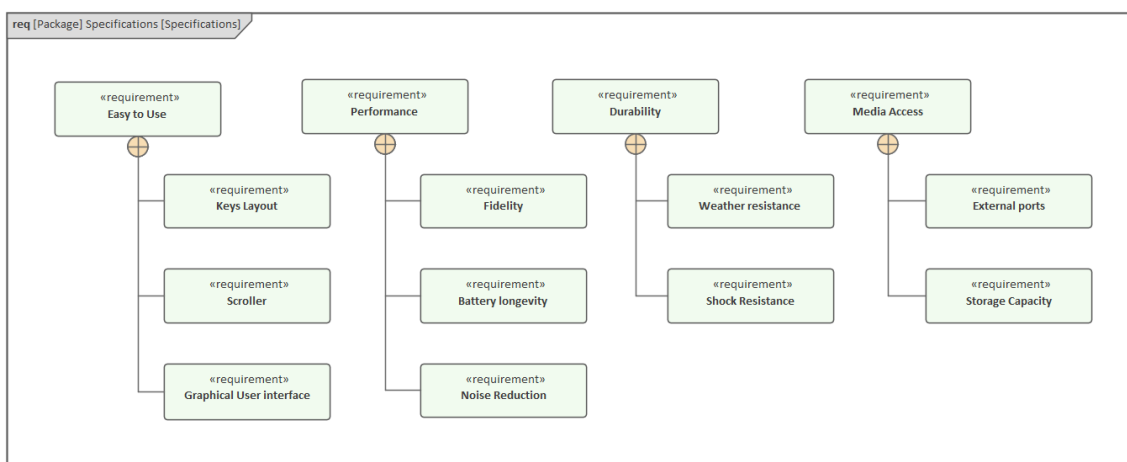 req [Package] Specifications [Specifications]
«requirement»
Easy to Use
«requirement»
Performance
«requirement»
Durability
«requirement»
Media Access
«requirement»
Keys Layout
«requirement»
Fidelity
«requirement»
Weather resistance
«requirement»
External ports
«requirement»
Scroller
«requirement»
Battery longevity
«requirement»
Shock Resistance
«requirement»
Storage Capacity
«requirement»
Graphical User interface
«requirement»
Noise Reduction